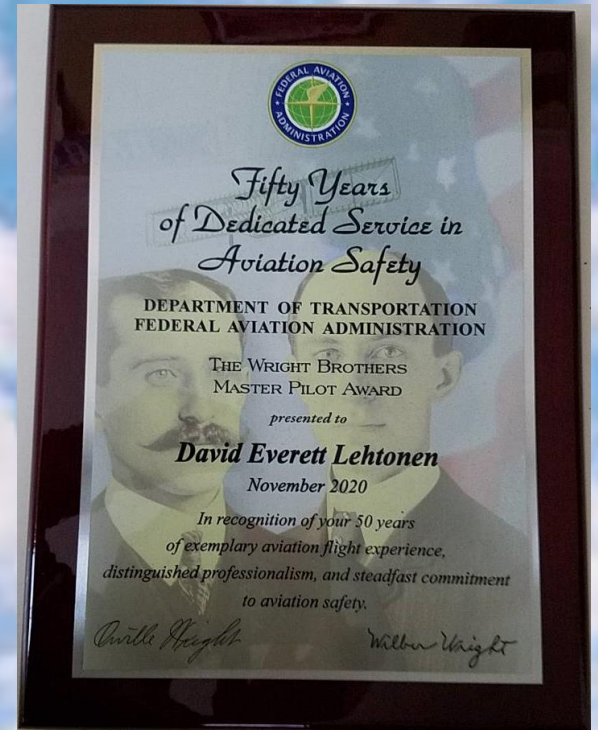 FEDERAL AVIATION
ADMINISTRATION
Fifty Years
of Dedicated Service in
Aviation Safety
DEPARTMENT OF TRANSPORTATION
FEDERAL AVIATION ADMINISTRATION
THE WRIGHT BROTHERS
MASTER PILOT AWARD
presented to
David Everett Lehtonen
November 2020
In recognition of your 50 years
of exemplary aviation flight experience,
distinguished professionalism, and steadfast commitment
to aviation safety.
Orville Wright Wilbur Wright